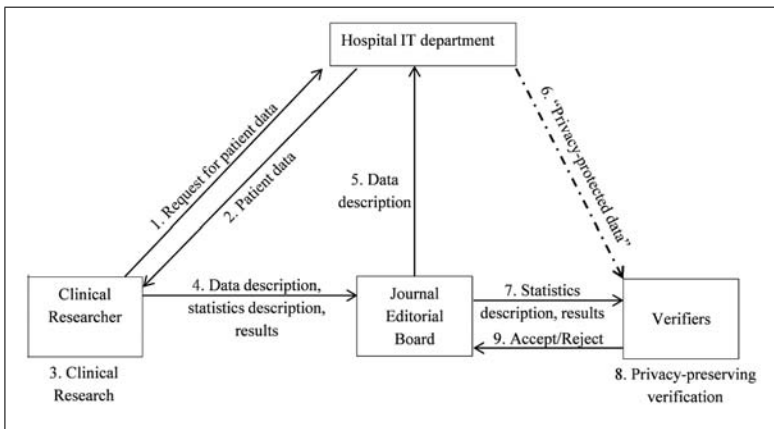 Hospital IT department
1. Request for patient data
2. Patient data
6. “Privacy-protected data”
5. Data
description
Clinical
Researcher
4. Data description,
statistics description,
results
Journal
Editorial
Board
7. Statistics
description, results
9. Accept/Reject
Verifiers
3. Clinical
Research
8. Privacy-preserving
verification